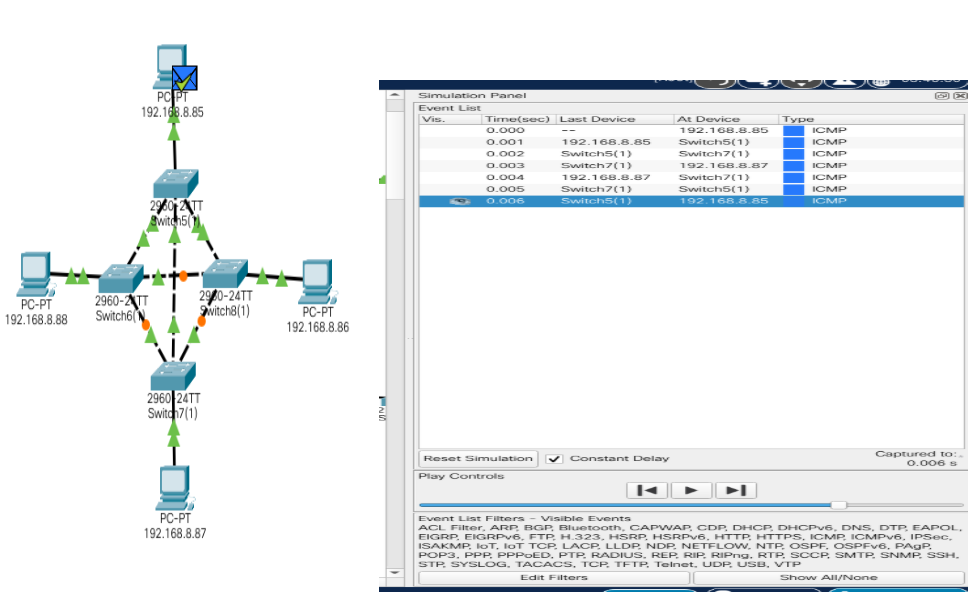 PC-PT
192.168.8.85
2960-24TT
Switch5(1)
2960-24TT
Switch6(1)
2960-24TT
Switch8(1)
PC-PT
192.168.8.88
PC-PT
192.168.8.86
2960-24TT
Switch7(1)
PC-PT
192.168.8.87
Simulation Panel
Event List
Vis. Time(sec) Last Device At Device Type
0.000 -- 192.168.8.85 ICMP
0.001 192.168.8.85 Switch5(1) ICMP
0.002 Switch5(1) Switch7(1) ICMP
0.003 Switch7(1) 192.168.8.87 ICMP
0.004 192.168.8.87 Switch7(1) ICMP
0.005 Switch7(1) Switch5(1) ICMP
0.006 Switch5(1) 192.168.8.85 ICMP
Reset Simulation Constant Delay Captured to:
0.006 s
Play Controls
Event List Filters - Visible Events
ACL Filter, ARP, BGP, Bluetooth, CAPWAP, CDP, DHCP, DHCPv6, DNS, DTP, EAPOL,
EIGRP, EIGRPv6, FTP, H.323, HSRP, HSRPv6, HTTP, HTTPS, ICMP, ICMPv6, IPSec,
ISAKMP, IoT, IoT TCP, LACP, LLDP, NDP, NETFLOW, NTP, OSPF, OSPFv6, PAgP,
POP3, PPP, PPPoED, PTP, RADIUS, REP, RIP, RIPng, RTP, SCCP, SMTP, SNMP, SSH,
STP, SYSLOG, TACACS, TCP, TFTP, Telnet, UDP, USB, VTP
Edit Filters Show All/None